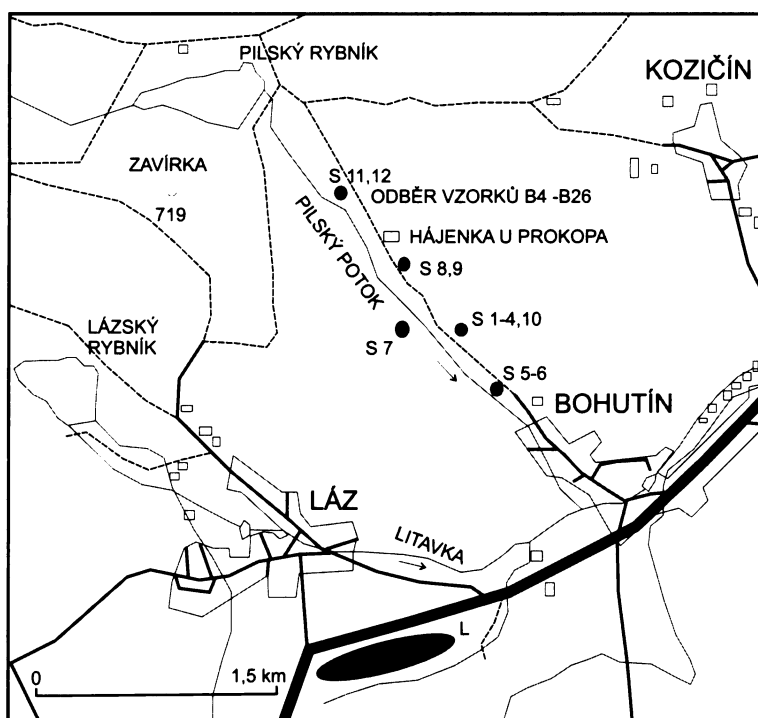 PILSKÝ RYBNÍK
KOZIČÍN
ZAVÍRKA
719
S 11,12
ODBĚR VZORKŮ B4 -B26
PILSKÝ POTOK
HÁJENKA U PROKOPA
S 8,9
S 1-4,10
S 7
LÁZSKÝ
RYBNÍK
S 5-6
BOHUTÍN
LÁZ
LITAVKA
L
0
1,5 km